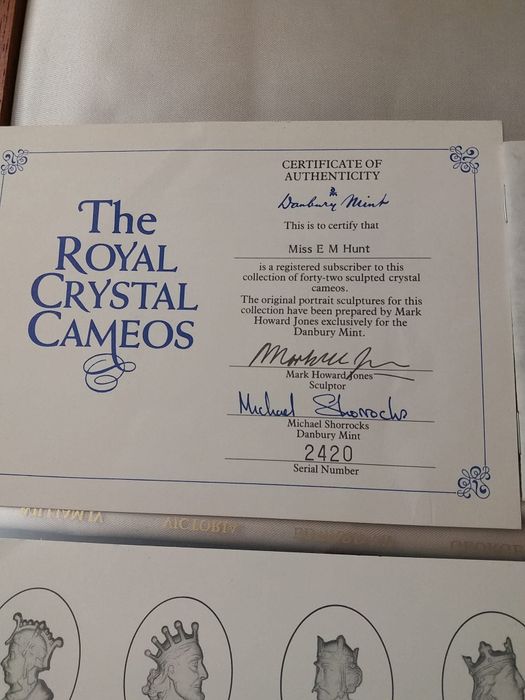 The
ROYAL
CRYSTAL
CAMEOS
CERTIFICATE OF
AUTHENTICITY
Danbury Mint
This is to certify that
Miss E M Hunt
is a registered subscriber to this
collection of forty-two sculpted crystal
cameos.
The original portrait sculptures for this
collection have been prepared by Mark
Howard Jones exclusively for the
Danbury Mint.
Mark Howard Jones
Sculptor
Michael Shorrocks
Michael Shorrocks
Danbury Mint
2420
Serial Number
WILLIAM VI
VICTORIA